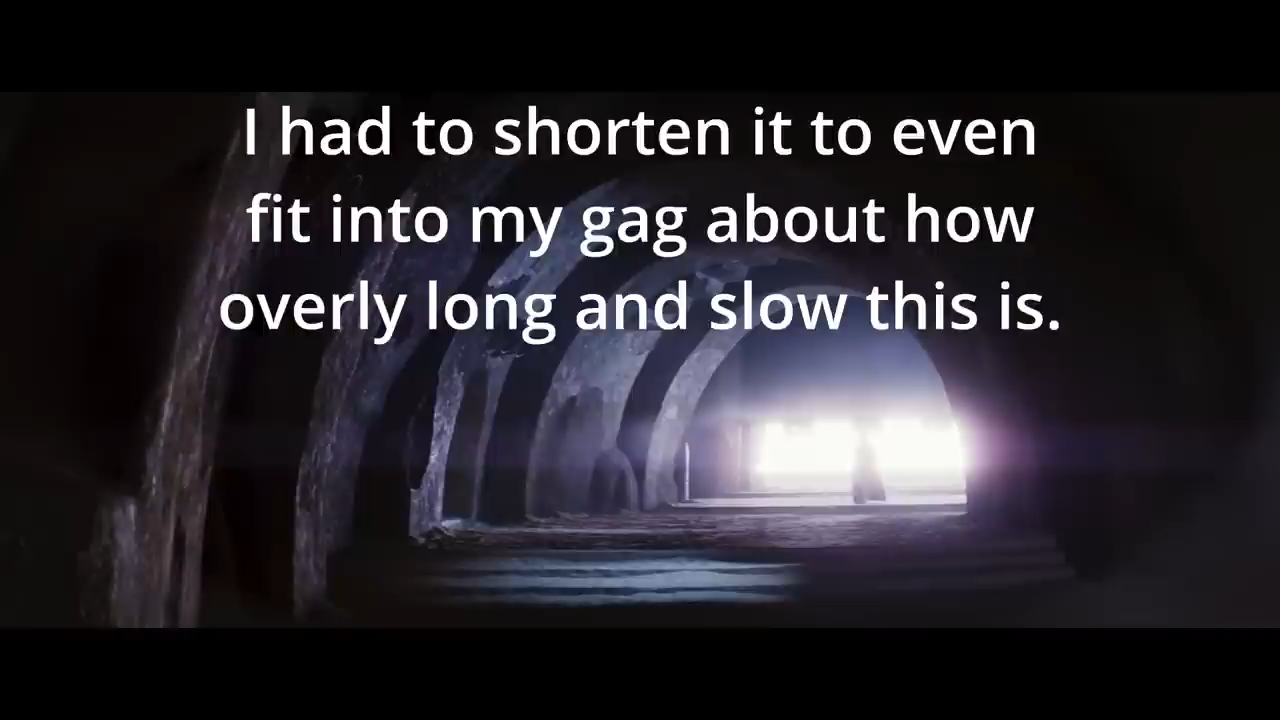 I had to shorten it to even
fit into my gag about how
overly long and slow this is.